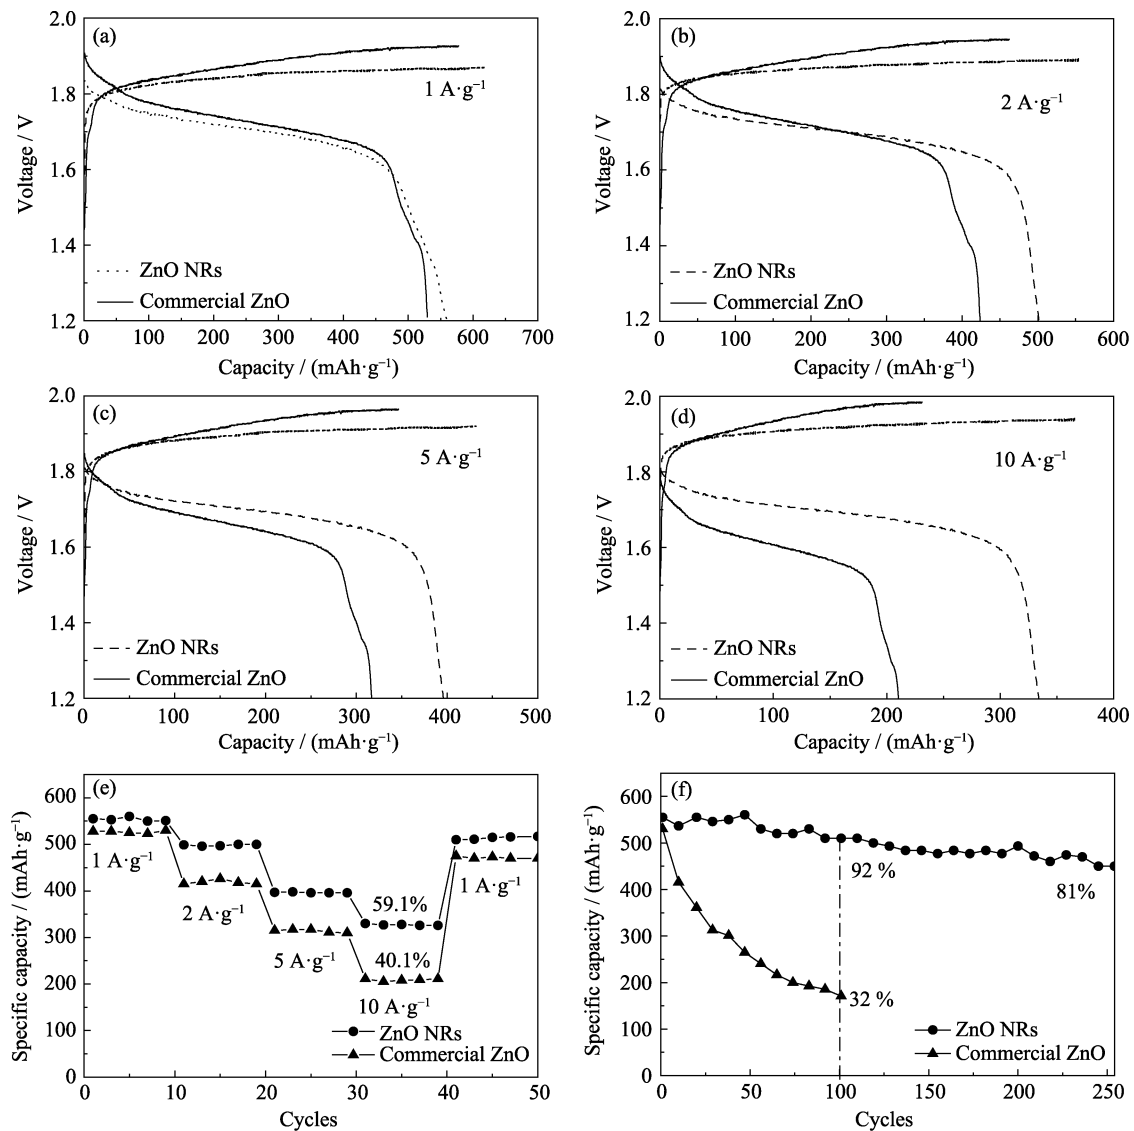 (a)
2.0
1.8
1.6
1.4
1.2
Voltage / V
1 A·g⁻¹
ZnO NRs
Commercial ZnO
0 100 200 300 400 500 600 700
Capacity / (mAh·g⁻¹)
(b)
2.0
1.8
1.6
1.4
1.2
Voltage / V
2 A·g⁻¹
ZnO NRs
Commercial ZnO
0 100 200 300 400 500 600
Capacity / (mAh·g⁻¹)
(c)
2.0
1.8
1.6
1.4
1.2
Voltage / V
5 A·g⁻¹
ZnO NRs
Commercial ZnO
0 100 200 300 400 500
Capacity / (mAh·g⁻¹)
(d)
2.0
1.8
1.6
1.4
1.2
Voltage / V
10 A·g⁻¹
ZnO NRs
Commercial ZnO
0 100 200 300 400
Capacity / (mAh·g⁻¹)
(e)
600
500
400
300
200
100
0
Specific capacity / (mAh·g⁻¹)
1 A·g⁻¹
2 A·g⁻¹
5 A·g⁻¹
59.1%
40.1%
10 A·g⁻¹
1 A·g⁻¹
ZnO NRs
Commercial ZnO
0 10 20 30 40 50
Cycles
(f)
600
500
400
300
200
100
0
Specific capacity / (mAh·g⁻¹)
92 %
81%
32 %
ZnO NRs
Commercial ZnO
0 50 100 150 200 250
Cycles